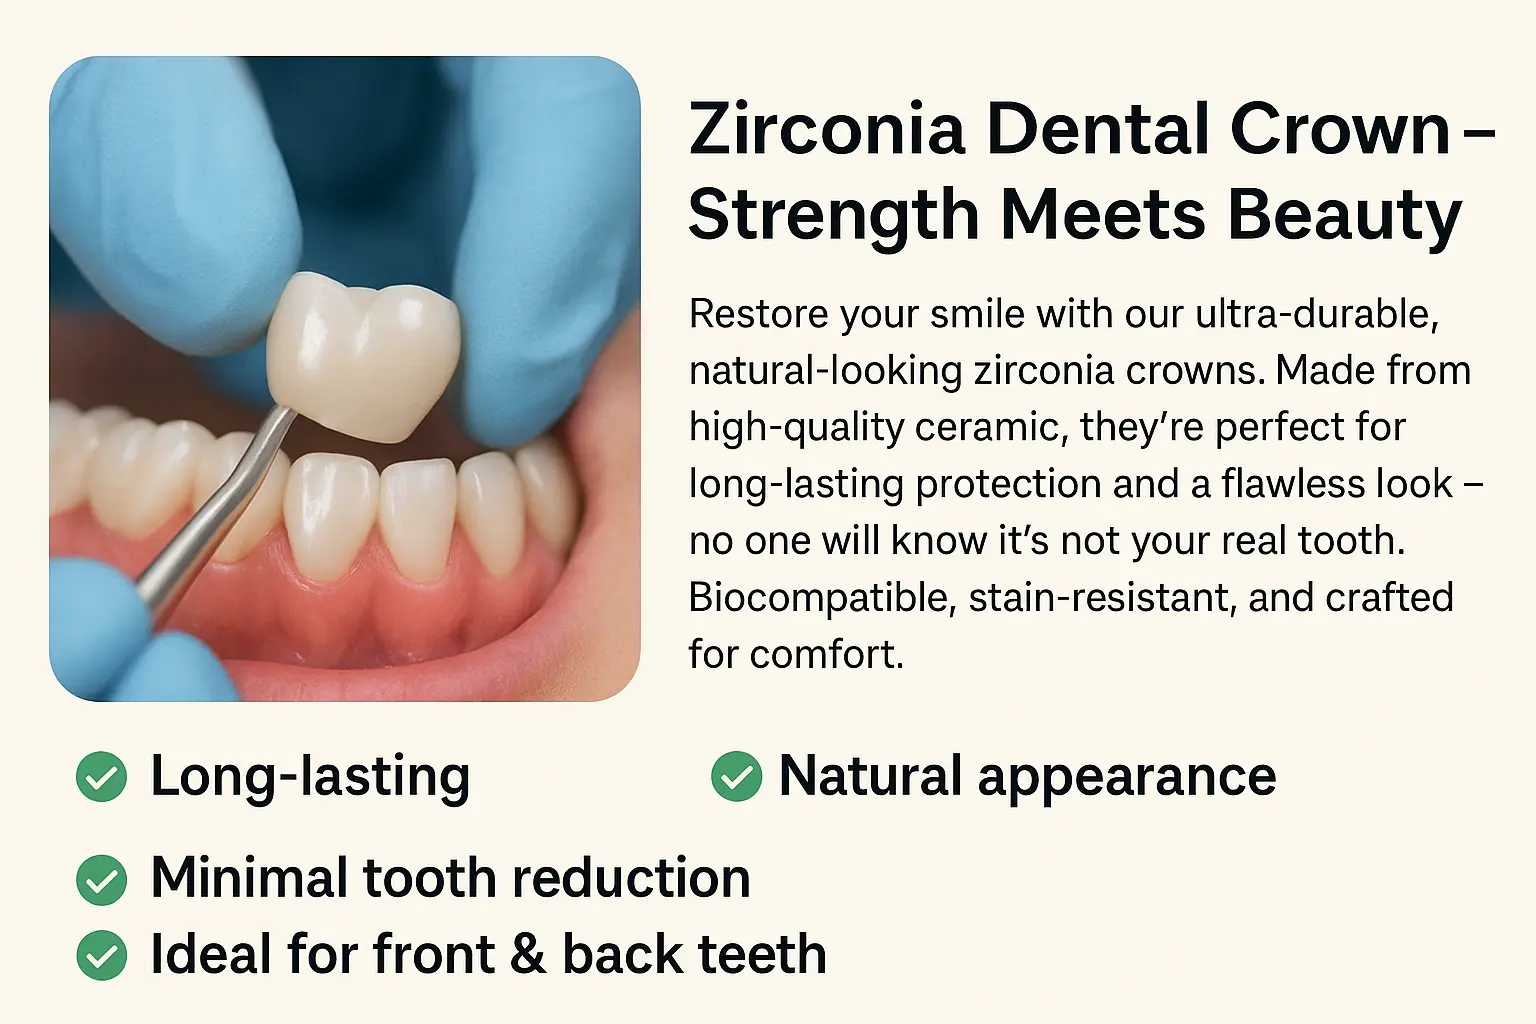 Zirconia Dental Crown –
Strength Meets Beauty
Restore your smile with our ultra-durable,
natural-looking zirconia crowns. Made from
high-quality ceramic, they’re perfect for
long-lasting protection and a flawless look –
no one will know it’s not your real tooth.
Biocompatible, stain-resistant, and crafted
for comfort.
Long-lasting
Natural appearance
Minimal tooth reduction
Ideal for front & back teeth